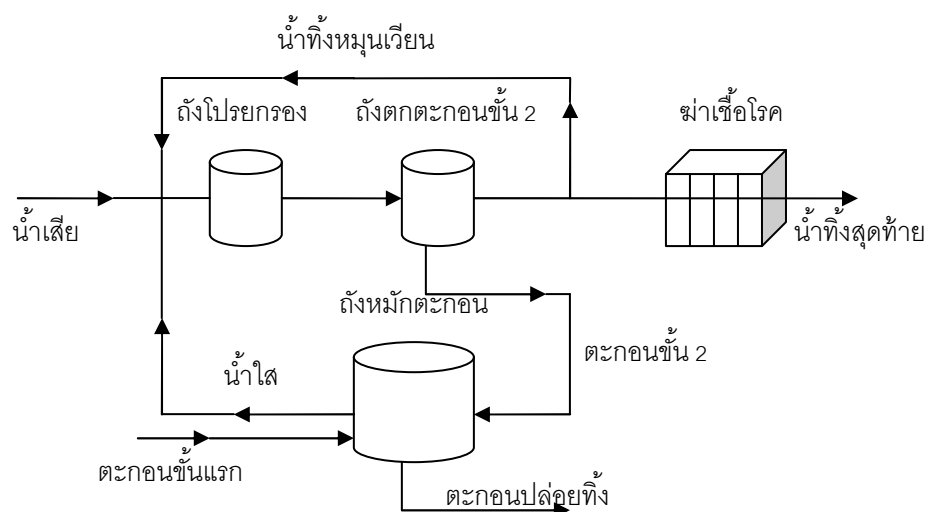 น้ำทิ้งหมุนเวียน
ถังโปรยกรอง
ถังตกตะกอนขั้น 2
ฆ่าเชื้อโรค
น้ำเสีย
น้ำทิ้งสุดท้าย
ถังหมักตะกอน
ตะกอนขั้น 2
น้ำใส
ตะกอนขั้นแรก
ตะกอนปล่อยทิ้ง